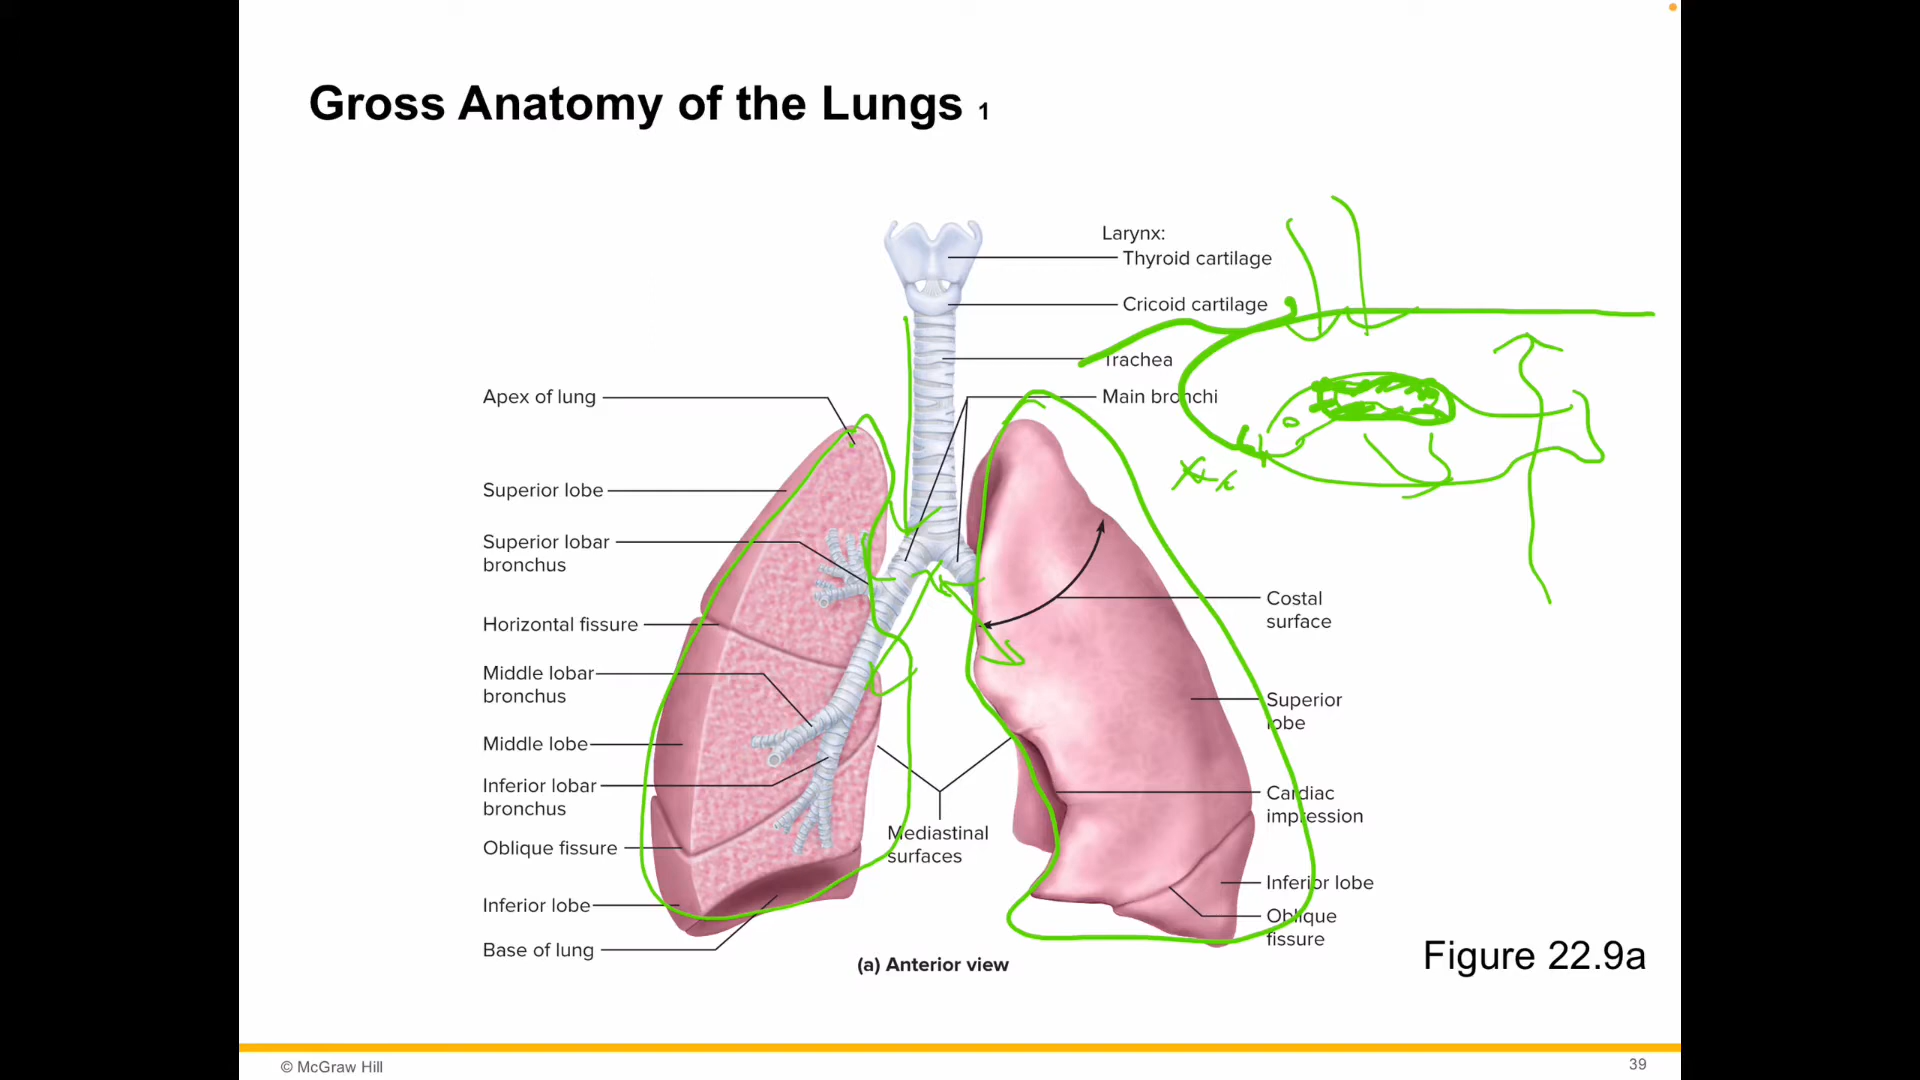 Gross Anatomy of the Lungs 1
Larynx:
Thyroid cartilage
Cricoid cartilage
Trachea
Main bronchi
Apex of lung
Superior lobe
Superior lobar
bronchus
Horizontal fissure
Middle lobar
bronchus
Middle lobe
Inferior lobar
bronchus
Oblique fissure
Inferior lobe
Base of lung
Mediastinal
surfaces
Costal
surface
Superior
lobe
Cardiac
impression
Inferior lobe
Oblique
fissure
(a) Anterior view
Figure 22.9a
© McGraw Hill
39